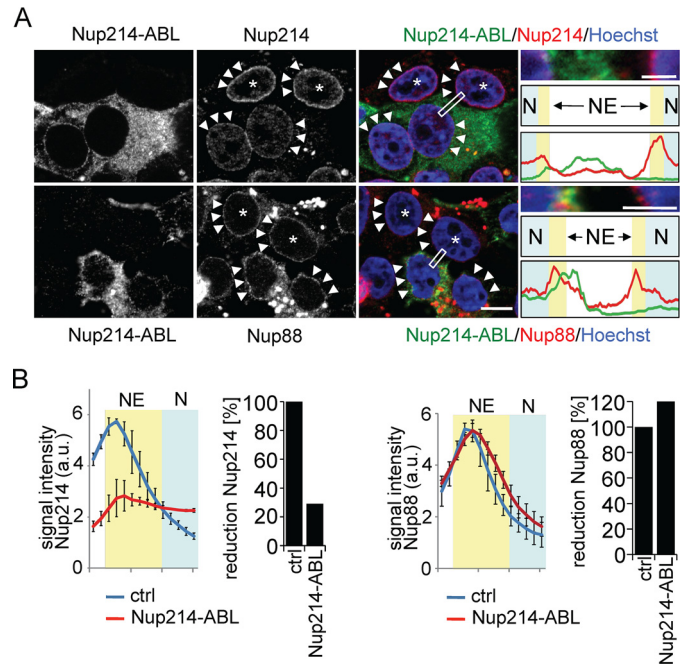 A
Nup214-ABL
Nup214
Nup214-ABL/Nup214/Hoechst
* *
* *
N NE N
* *
* *
N NE N
Nup214-ABL
Nup88
Nup214-ABL/Nup88/Hoechst
B
signal intensity
Nup214 (a.u.)
6
4
2
0
NE N
ctrl
Nup214-ABL
reduction Nup214 [%]
100
80
60
40
20
0
ctrl
Nup214-ABL
signal intensity
Nup88 (a.u.)
6
4
2
0
NE N
ctrl
Nup214-ABL
reduction Nup88 [%]
120
100
80
60
40
20
0
ctrl
Nup214-ABL